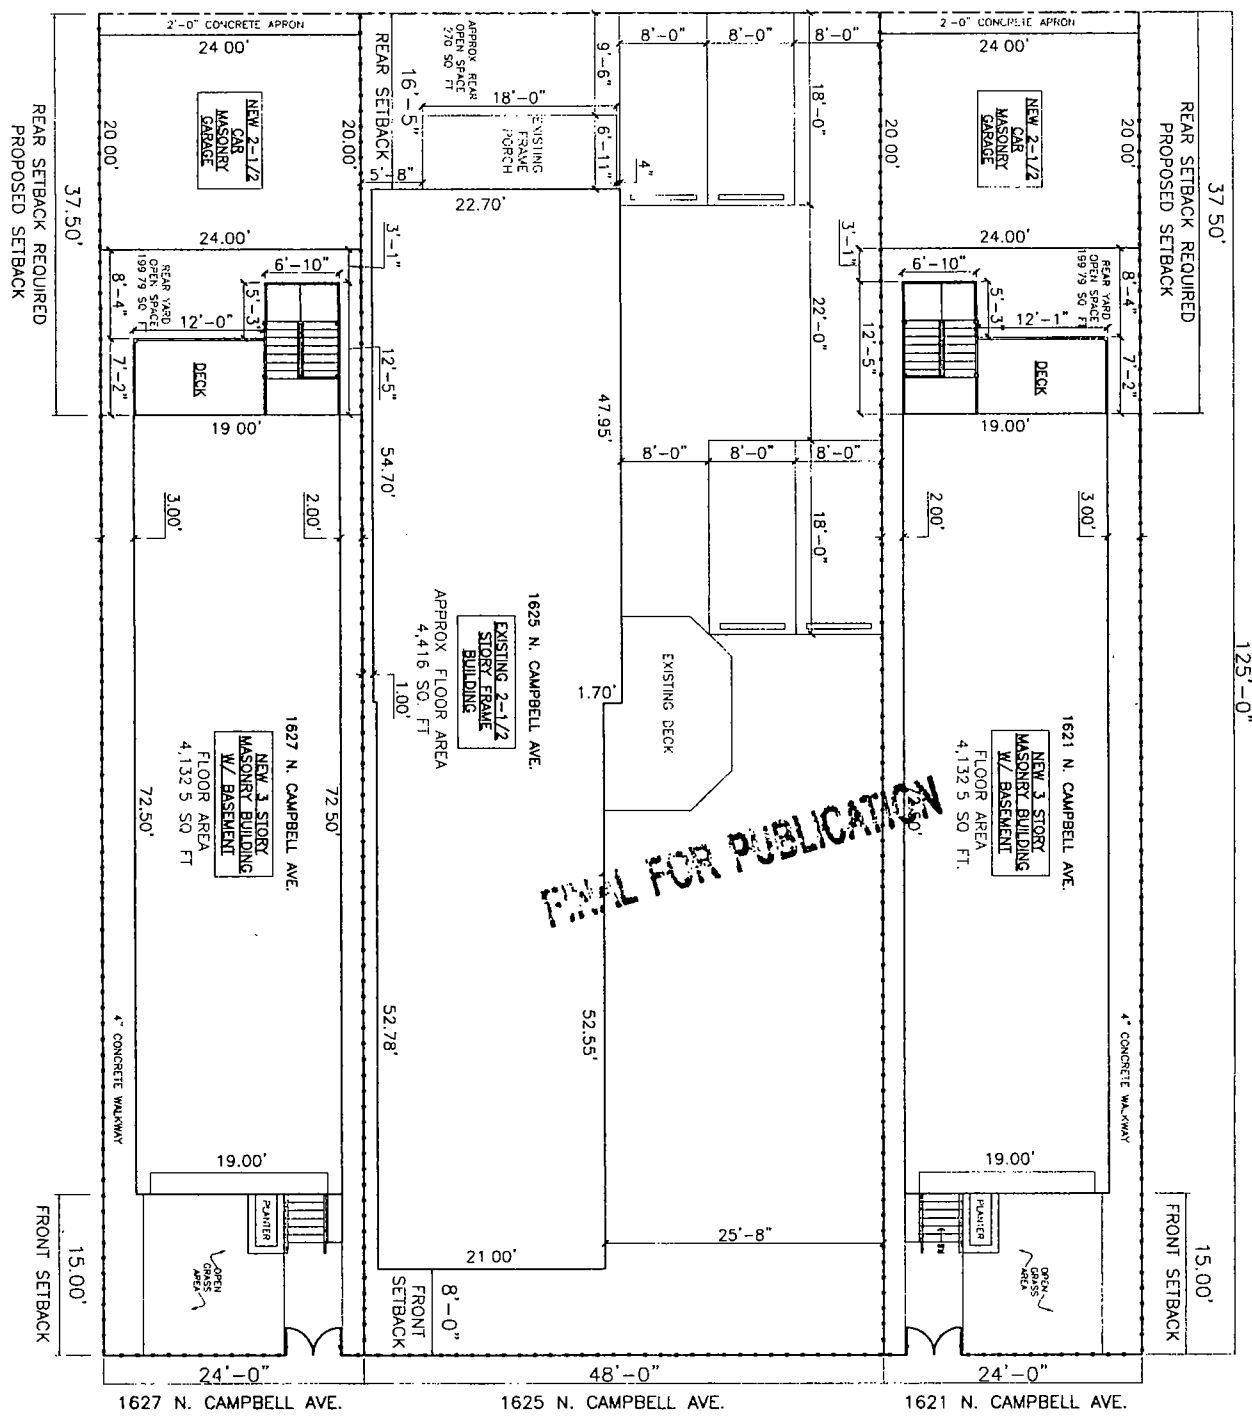 2'-0" CONCRETE APRON
24 00'
NEW 2-1/2
CAR
MASONRY
GARAGE
20 00'
20.00'
24.00'
REAR SETBACK REQUIRED
PROPOSED SETBACK
37.50'
8'-4"
7'-2"
REAR YARD
OPEN SPACE
199 79 SQ FT
6'-10"
5'-3"
12'-0"
3'-1"
12'-5"
DECK
19 00'
3.00'
2.00'
1627 N. CAMPBELL AVE.
NEW 3 STORY
MASONRY BUILDING
W/ BASEMENT
FLOOR AREA
4,132 5 SQ FT
72.50'
72 50'
4" CONCRETE WALKWAY
19.00'
PLANTER
OPEN
GRASS
AREA
15.00'
FRONT SETBACK
24'-0"
1627 N. CAMPBELL AVE.
REAR SETBACK
16'-5"
APPROX REAR
OPEN SPACE
270 SQ FT
18'-0"
9'-6"
6'-11"
EXISTING
FRAME
PORCH
5'-8"
4"
22.70'
8'-0"
8'-0"
8'-0"
18'-0"
22'-0"
47.95'
54.70'
8'-0"
8'-0"
8'-0"
18'-0"
1625 N. CAMPBELL AVE.
EXISTING 2-1/2
STORY FRAME
BUILDING
APPROX FLOOR AREA
4,416 SQ. FT
1.00'
1.70'
EXISTING DECK
FINAL FOR PUBLICATION
52.78'
52.55'
25'-8"
21 00'
8'-0"
FRONT
SETBACK
48'-0"
1625 N. CAMPBELL AVE.
2'-0" CONCRETE APRON
24 00'
NEW 2-1/2
CAR
MASONRY
GARAGE
20 00'
20 00'
24.00'
REAR SETBACK REQUIRED
PROPOSED SETBACK
37 50'
8'-4"
7'-2"
REAR YARD
OPEN SPACE
199 79 SQ FT
3'-1"
6'-10"
5'-3"
12'-1"
12'-5"
DECK
19.00'
2.00'
3.00'
125'-0"
1621 N. CAMPBELL AVE.
NEW 3 STORY
MASONRY BUILDING
W/ BASEMENT
FLOOR AREA
4,132 5 SQ FT.
4" CONCRETE WALKWAY
19.00'
PLANTER
OPEN
GRASS
AREA
15.00'
FRONT SETBACK
24'-0"
1621 N. CAMPBELL AVE.